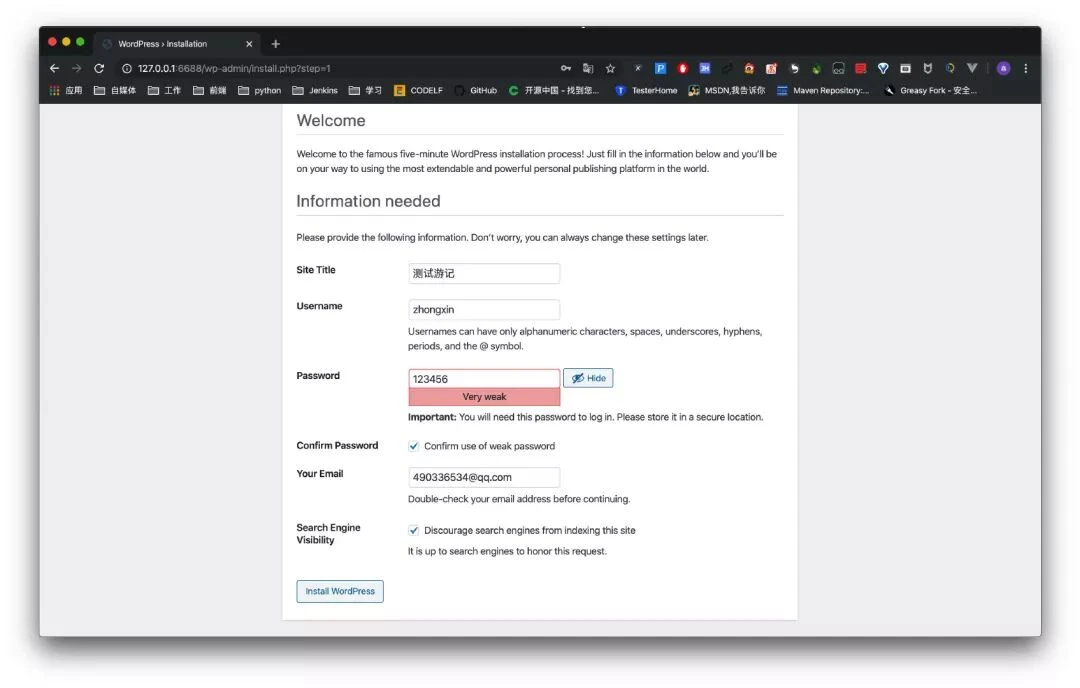 WordPress › Installation
127.0.0.1:6688/wp-admin/install.php?step=1
应用 自媒体 工作 前端 python Jenkins 学习 CODELF GitHub 开源中国 - 找到您... TesterHome MSDN,我告诉你 Maven Repository:... Greasy Fork - 安全...
Welcome
Welcome to the famous five-minute WordPress installation process! Just fill in the information below and you’ll be
on your way to using the most extendable and powerful personal publishing platform in the world.
Information needed
Please provide the following information. Don’t worry, you can always change these settings later.
Site Title 测试游记
Username zhongxin
Usernames can have only alphanumeric characters, spaces, underscores, hyphens,
periods, and the @ symbol.
Password 123456 Hide
Very weak
Important: You will need this password to log in. Please store it in a secure location.
Confirm Password Confirm use of weak password
Your Email 490336534@qq.com
Double-check your email address before continuing.
Search Engine
Visibility
Discourage search engines from indexing this site
It is up to search engines to honor this request.
Install WordPress